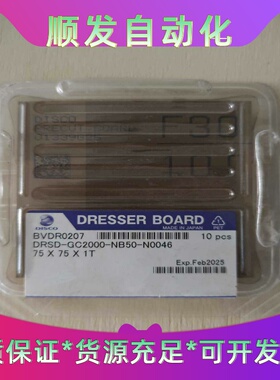 顺发自动化
DISCO
DRESSER BOARD
MADE IN JAPAN
PET
BVDR0207
10 pcs
DRSD-GC2000-NB50-N0046
75 X 75 X 1T
Exp.Feb2025
质保证*货源充足*可开发